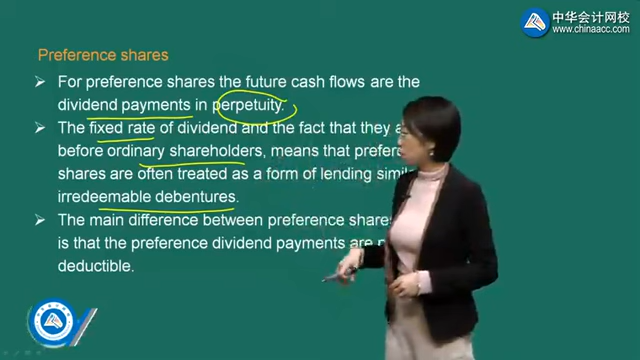 中华会计网校
www.chinaacc.com
Preference shares
For preference shares the future cash flows are the
dividend payments in perpetuity.
The fixed rate of dividend and the fact that they
before ordinary shareholders, means that
shares are often treated as a form of lending
irredeemable debentures.
The main difference between preference
is that the preference dividend payments are
deductible.